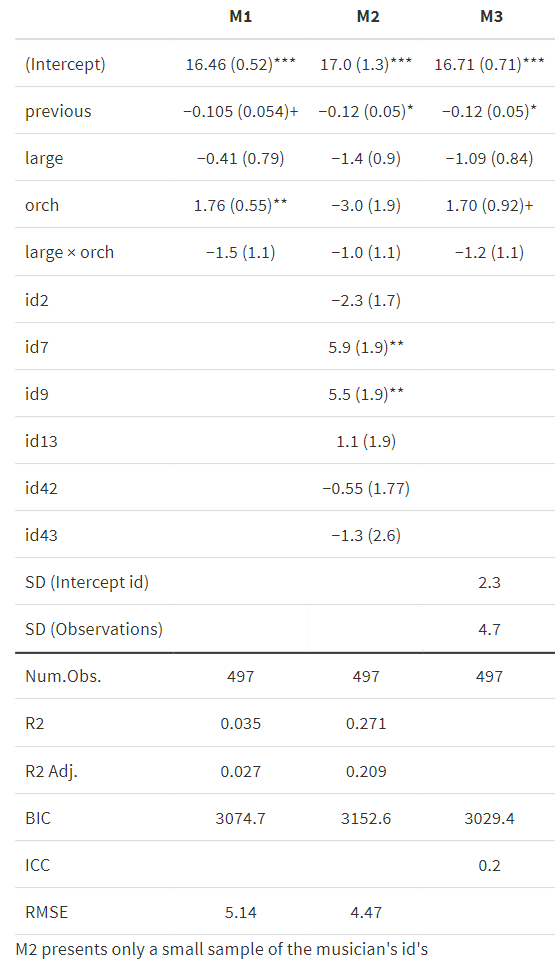 M1 M2 M3
(Intercept) 16.46 (0.52)*** 17.0 (1.3)*** 16.71 (0.71)***
previous −0.105 (0.054)+ −0.12 (0.05)* −0.12 (0.05)*
large −0.41 (0.79) −1.4 (0.9) −1.09 (0.84)
orch 1.76 (0.55)** −3.0 (1.9) 1.70 (0.92)+
large × orch −1.5 (1.1) −1.0 (1.1) −1.2 (1.1)
id2 −2.3 (1.7)
id7 5.9 (1.9)**
id9 5.5 (1.9)**
id13 1.1 (1.9)
id42 −0.55 (1.77)
id43 −1.3 (2.6)
SD (Intercept id) 2.3
SD (Observations) 4.7
Num.Obs. 497 497 497
R2 0.035 0.271
R2 Adj. 0.027 0.209
BIC 3074.7 3152.6 3029.4
ICC 0.2
RMSE 5.14 4.47
M2 presents only a small sample of the musician's id's